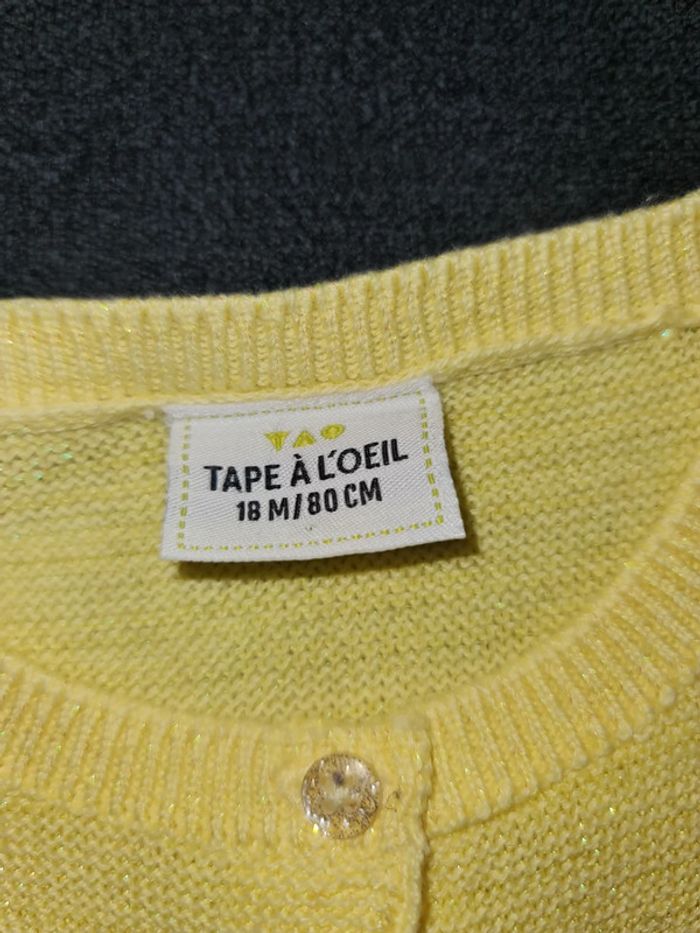 TAO
TAPE À L'OEIL
18 M/80 CM